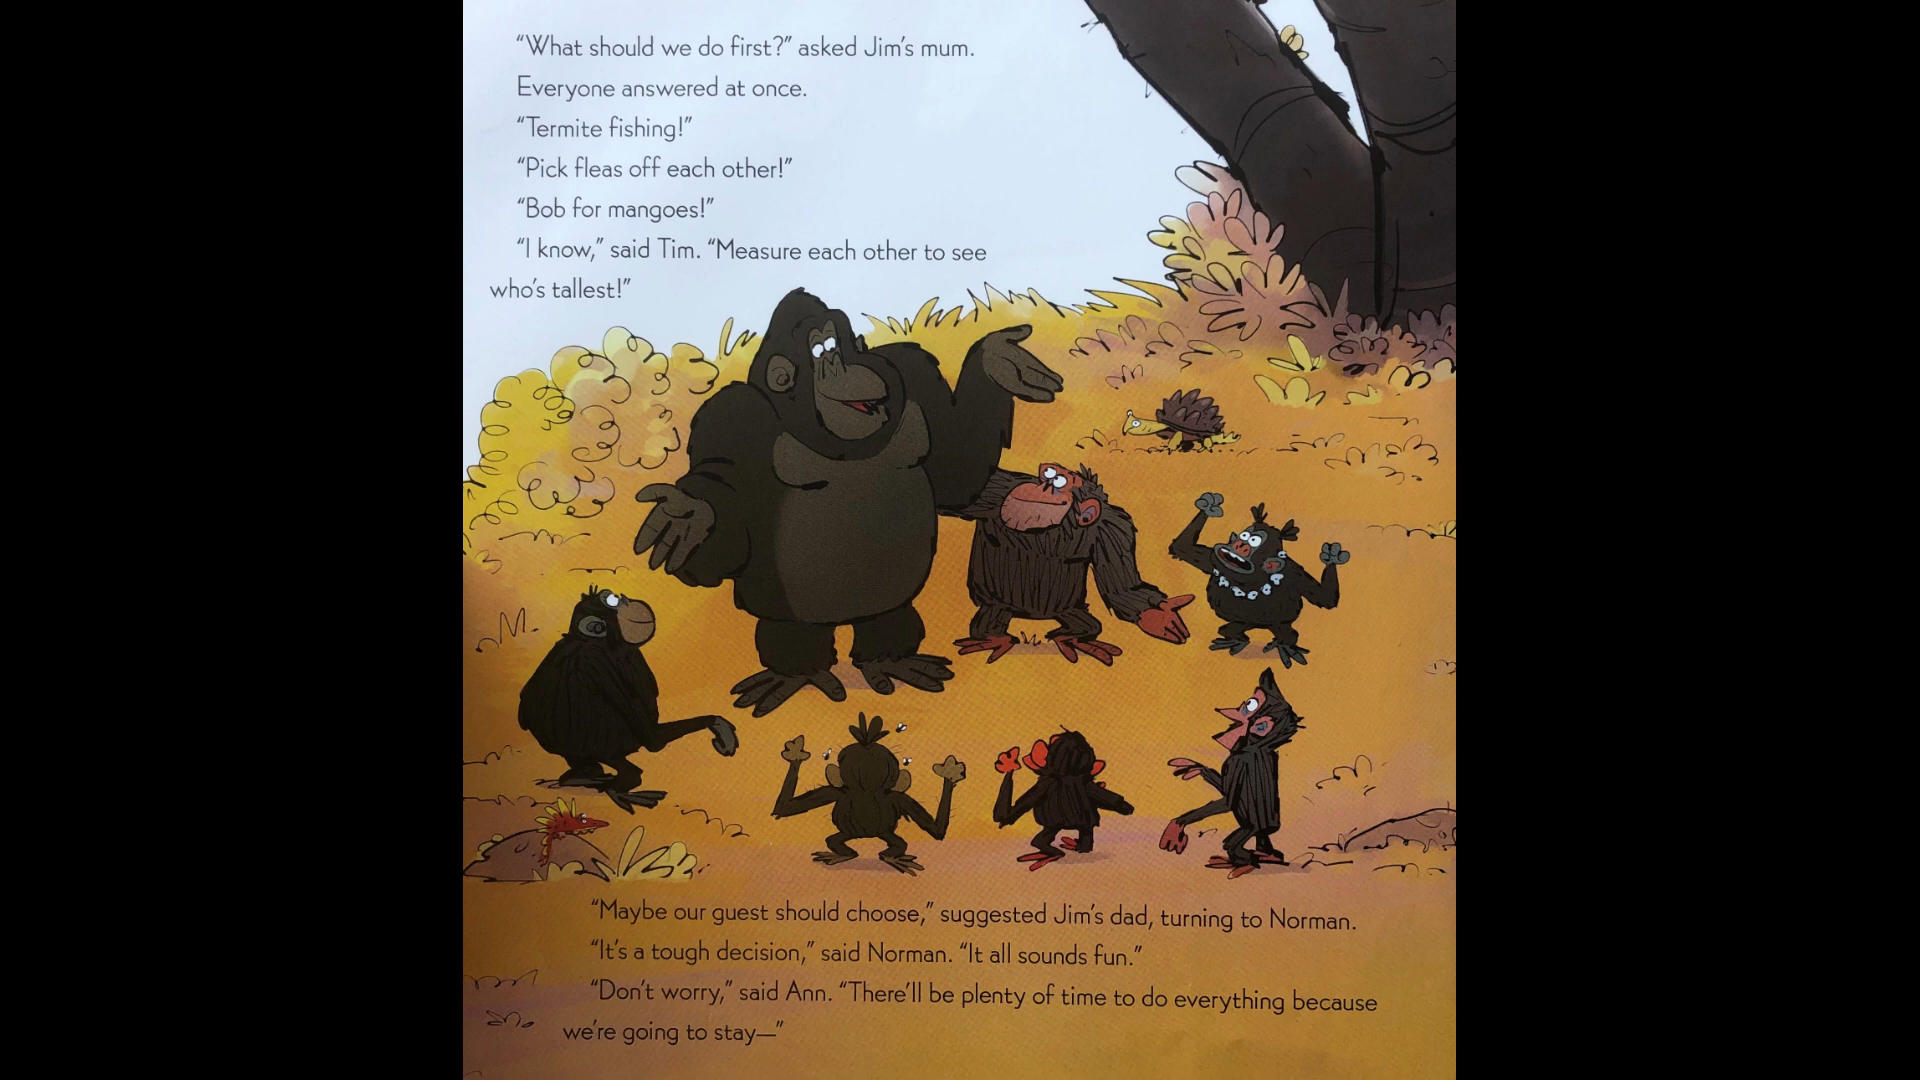 “What should we do first?” asked Jim’s mum.
Everyone answered at once.
“Termite fishing!”
“Pick fleas off each other!”
“Bob for mangoes!”
“I know,” said Tim. “Measure each other to see
who’s tallest!”
“Maybe our guest should choose,” suggested Jim’s dad, turning to Norman.
“It’s a tough decision,” said Norman. “It all sounds fun.”
“Don’t worry,” said Ann. “There’ll be plenty of time to do everything because
we’re going to stay—”